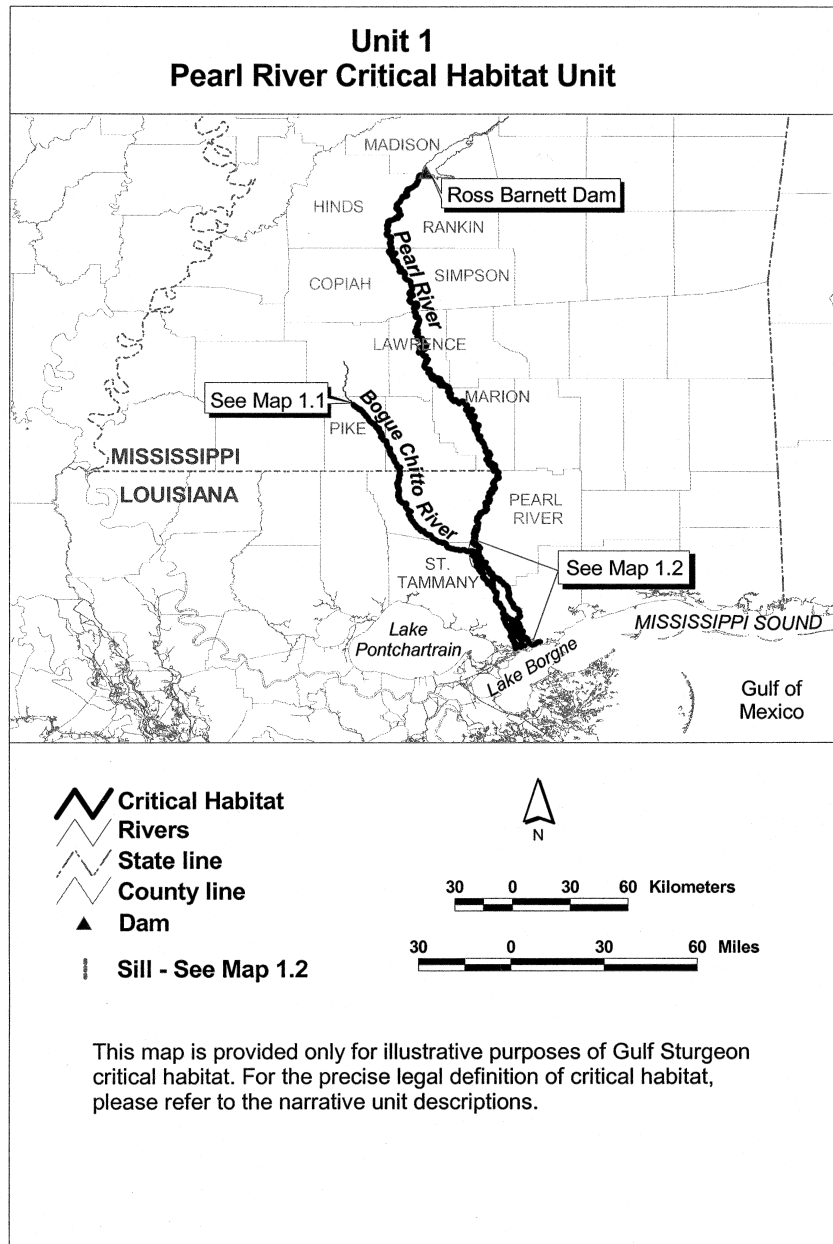 Unit 1
Pearl River Critical Habitat Unit
MADISON
Ross Barnett Dam
HINDS
RANKIN
Pearl River
SIMPSON
COPIAH
LAWRENCE
See Map 1.1
Bogue Chitto River
MARION
PIKE
MISSISSIPPI
LOUISIANA
PEARL
RIVER
ST.
TAMMANY
See Map 1.2
Lake
Pontchartrain
Lake Borgne
MISSISSIPPI SOUND
Gulf of
Mexico
Critical Habitat
Rivers
State line
County line
Dam
Sill - See Map 1.2
N
30 0 30 60 Kilometers
30 0 30 60 Miles
This map is provided only for illustrative purposes of Gulf Sturgeon
critical habitat. For the precise legal definition of critical habitat,
please refer to the narrative unit descriptions.